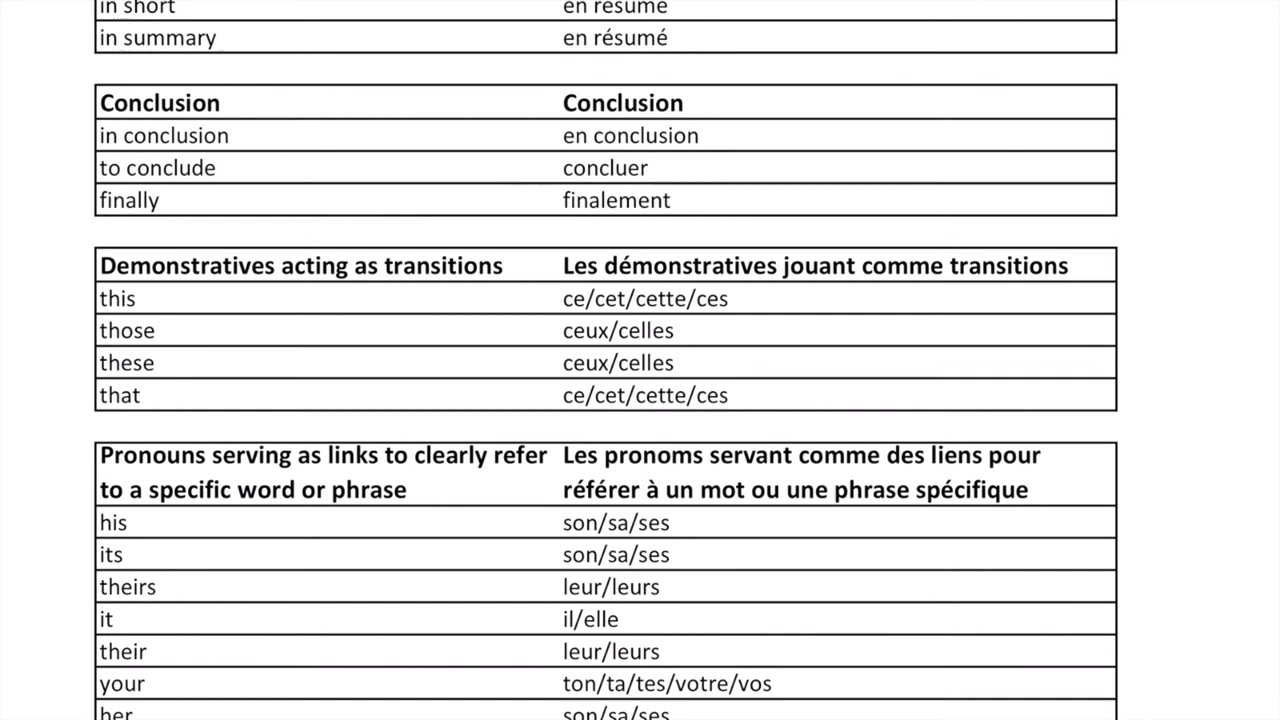 in short en résumé
in summary en résumé
Conclusion Conclusion
in conclusion en conclusion
to conclude concluer
finally finalement
Demonstratives acting as transitions Les démonstratives jouant comme transitions
this ce/cet/cette/ces
those ceux/celles
these ceux/celles
that ce/cet/cette/ces
Pronouns serving as links to clearly refer Les pronoms servant comme des liens pour
to a specific word or phrase référer à un mot ou une phrase spécifique
his son/sa/ses
its son/sa/ses
theirs leur/leurs
it il/elle
their leur/leurs
your ton/ta/tes/votre/vos
her son/sa/ses